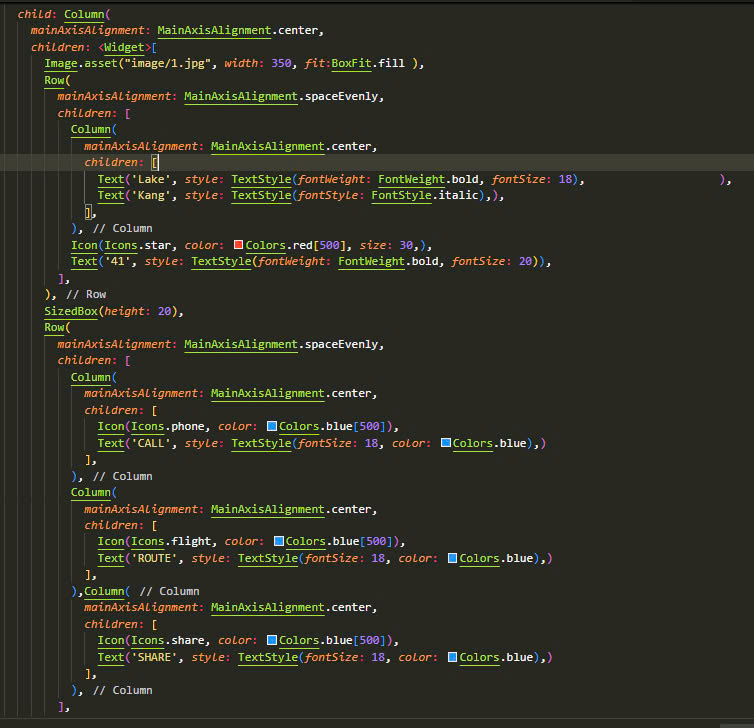 child: Column(
  mainAxisAlignment: MainAxisAlignment.center,
  children: <Widget>[
    Image.asset("image/1.jpg", width: 350, fit:BoxFit.fill ),
    Row(
      mainAxisAlignment: MainAxisAlignment.spaceEvenly,
      children: [
        Column(
          mainAxisAlignment: MainAxisAlignment.center,
          children: [
            Text('Lake', style: TextStyle(fontWeight: FontWeight.bold, fontSize: 18),                    ),
            Text('Kang', style: TextStyle(fontStyle: FontStyle.italic),),
          ],
        ), // Column
        Icon(Icons.star, color: Colors.red[500], size: 30,),
        Text('41', style: TextStyle(fontWeight: FontWeight.bold, fontSize: 20)),
      ],
    ), // Row
    SizedBox(height: 20),
    Row(
      mainAxisAlignment: MainAxisAlignment.spaceEvenly,
      children: [
        Column(
          mainAxisAlignment: MainAxisAlignment.center,
          children: [
            Icon(Icons.phone, color: Colors.blue[500]),
            Text('CALL', style: TextStyle(fontSize: 18, color: Colors.blue),)
          ],
        ), // Column
        Column(
          mainAxisAlignment: MainAxisAlignment.center,
          children: [
            Icon(Icons.flight, color: Colors.blue[500]),
            Text('ROUTE', style: TextStyle(fontSize: 18, color: Colors.blue),)
          ],
        ),Column( // Column
          mainAxisAlignment: MainAxisAlignment.center,
          children: [
            Icon(Icons.share, color: Colors.blue[500]),
            Text('SHARE', style: TextStyle(fontSize: 18, color: Colors.blue),)
          ],
        ), // Column
      ],